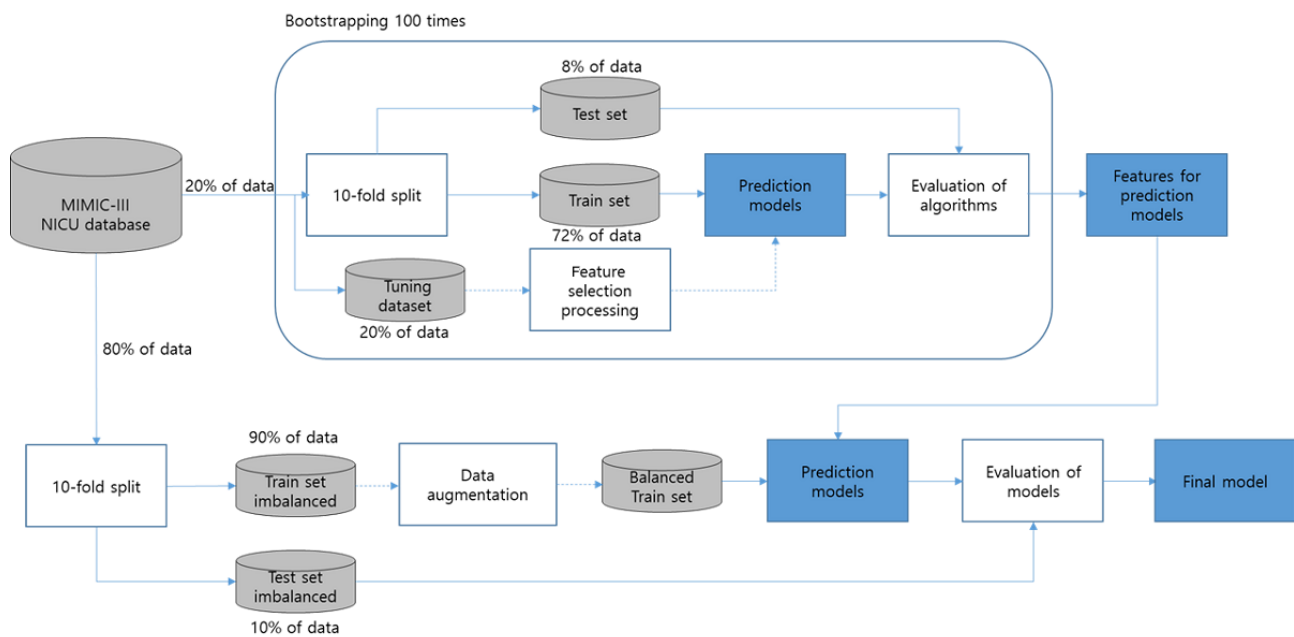 Bootstrapping 100 times
8% of data
Test set
MIMIC-III
NICU database
20% of data
10-fold split
Train set
72% of data
Prediction
models
Evaluation of
algorithms
Features for
prediction
models
Tuning
dataset
20% of data
Feature
selection
processing
80% of data
10-fold split
90% of data
Train set
imbalanced
Data
augmentation
Balanced
Train set
Prediction
models
Evaluation of
models
Final model
Test set
imbalanced
10% of data